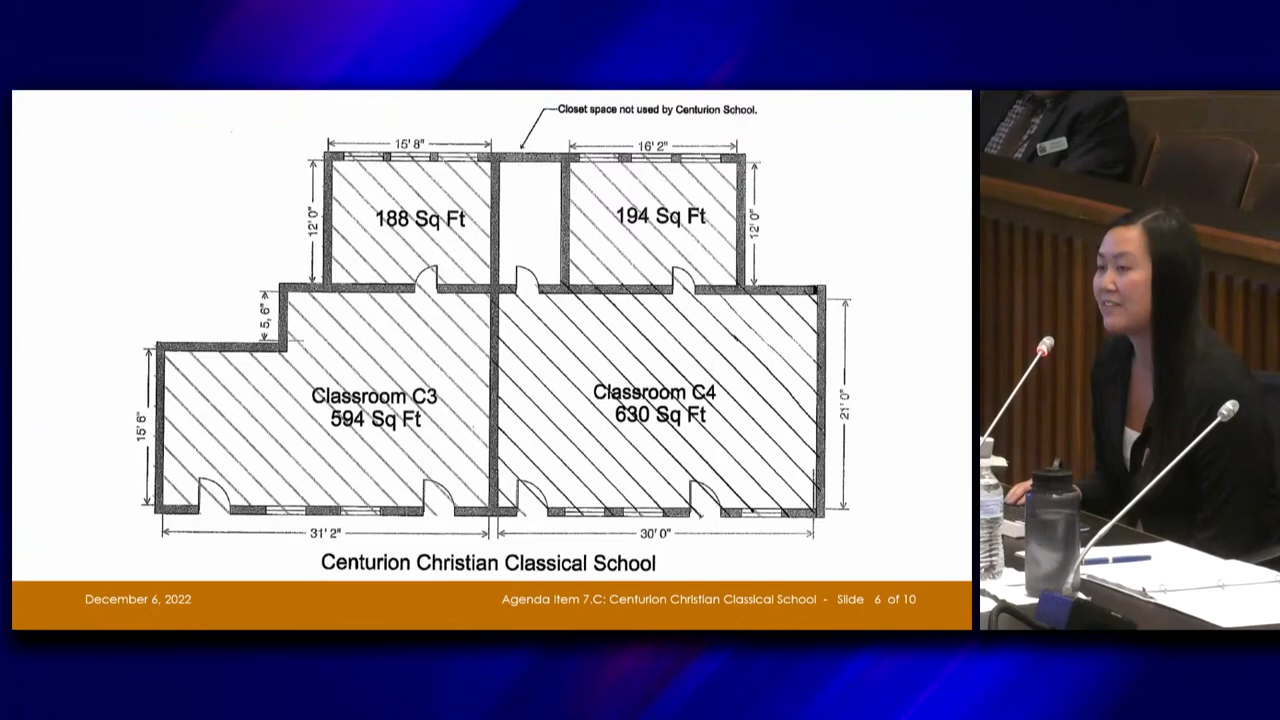 Closet space not used by Centurion School.
15' 8"
16' 2"
12' 0"
188 Sq Ft
194 Sq Ft
12' 0"
5, 6"
15' 6"
Classroom C3
594 Sq Ft
Classroom C4
630 Sq Ft
21' 0"
31' 2"
30' 0"
Centurion Christian Classical School
December 6, 2022
Agenda Item 7.C: Centurion Christian Classical School - Slide 6 of 10